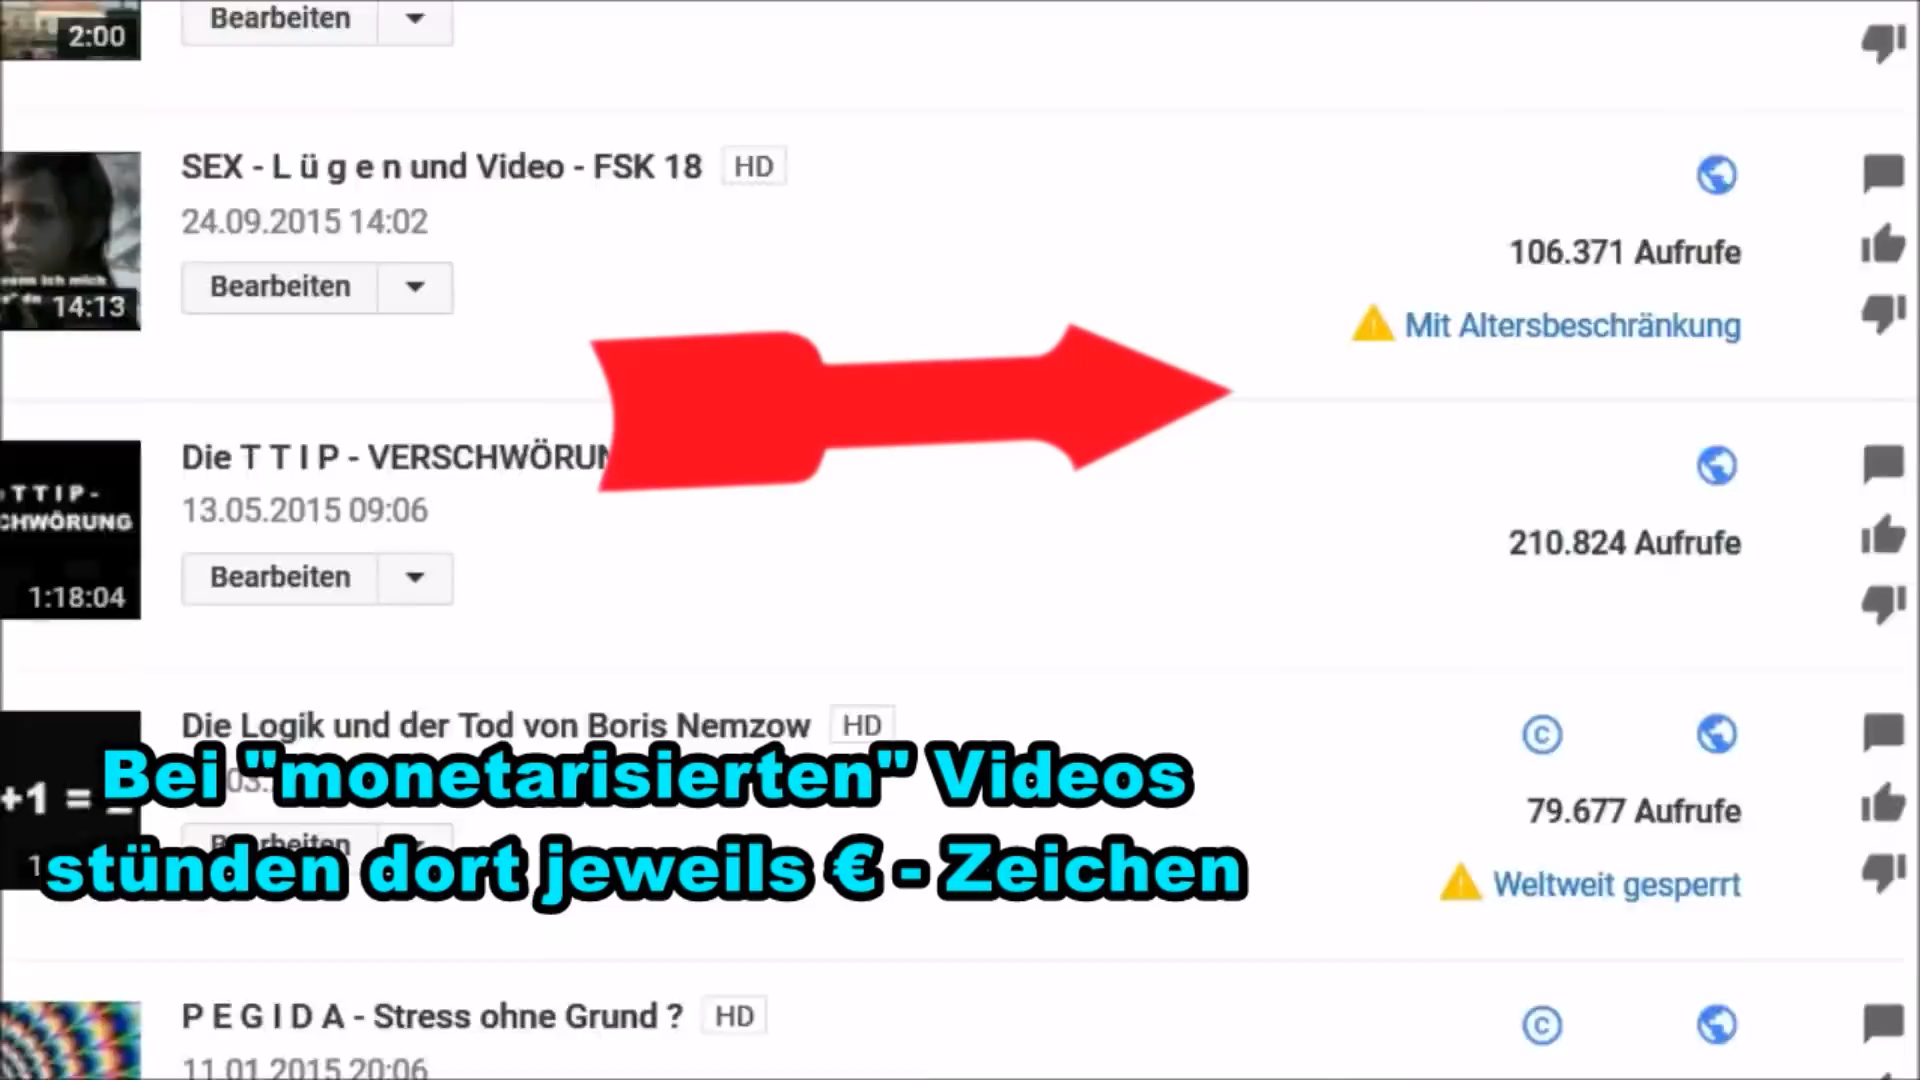 2:00
Bearbeiten
SEX - L ü g e n und Video - FSK 18 HD
24.09.2015 14:02
106.371 Aufrufe
Bearbeiten
14:13
Mit Altersbeschränkung
Die T T I P - VERSCHWÖRUN
13.05.2015 09:06
T T I P -
CHWÖRUNG
210.824 Aufrufe
Bearbeiten
1:18:04
Die Logik und der Tod von Boris Nemzow HD
C
03.
+1 =
79.677 Aufrufe
Bearbeiten
Weltweit gesperrt
Bei "monetarisierten" Videos
stünden dort jeweils € - Zeichen
P E G I D A - Stress ohne Grund ? HD
C
11.01.2015 20:06